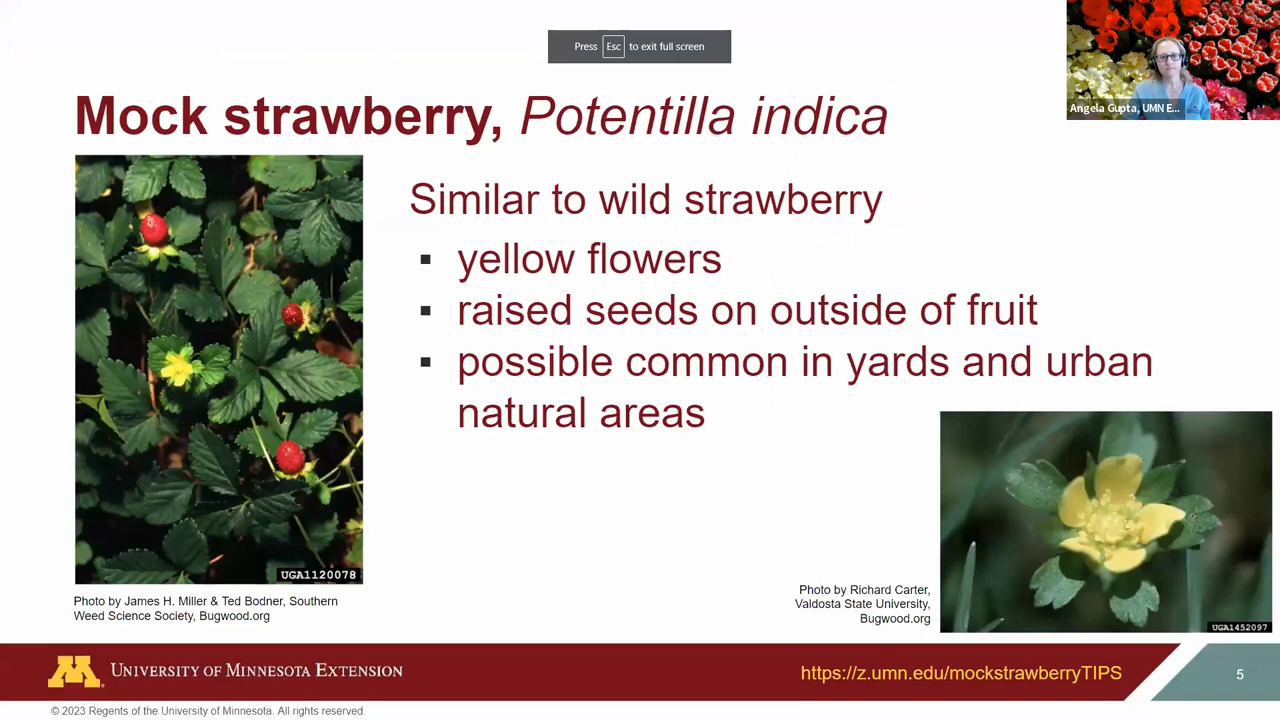 Press Esc to exit full screen
Angela Gupta, UMN E...
Mock strawberry, Potentilla indica
Similar to wild strawberry
▪ yellow flowers
▪ raised seeds on outside of fruit
▪ possible common in yards and urban
natural areas
UGA1120078
Photo by James H. Miller & Ted Bodner, Southern
Weed Science Society, Bugwood.org
Photo by Richard Carter,
Valdosta State University,
Bugwood.org
UGA1452097
M
UNIVERSITY OF MINNESOTA EXTENSION
https://z.umn.edu/mockstrawberryTIPS
5
© 2023 Regents of the University of Minnesota. All rights reserved.